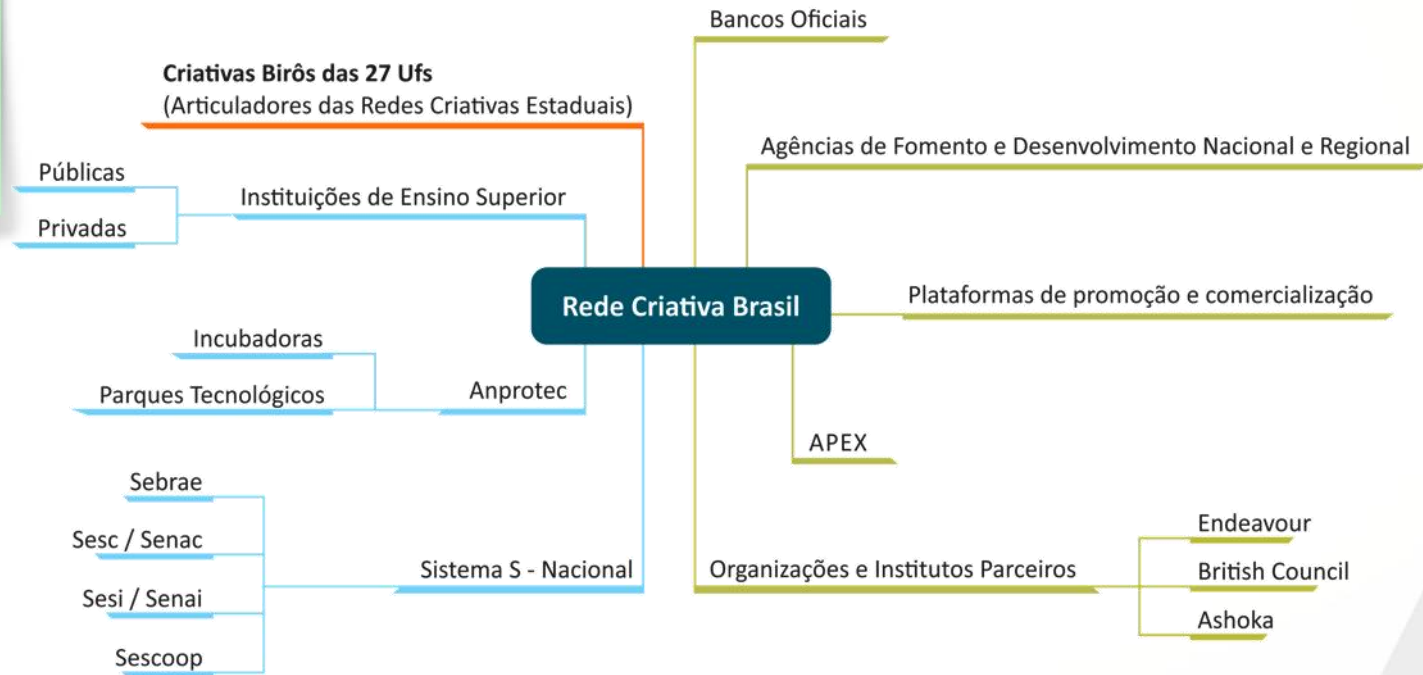 Bancos Oficiais
Criativas Birôs das 27 Ufs
(Articuladores das Redes Criativas Estaduais)
Agências de Fomento e Desenvolvimento Nacional e Regional
Públicas
Instituições de Ensino Superior
Privadas
Rede Criativa Brasil
Plataformas de promoção e comercialização
Incubadoras
Parques Tecnológicos
Anprotec
APEX
Sebrae
Sesc / Senac
Sistema S - Nacional
Sesi / Senai
Sescoop
Organizações e Institutos Parceiros
Endeavour
British Council
Ashoka